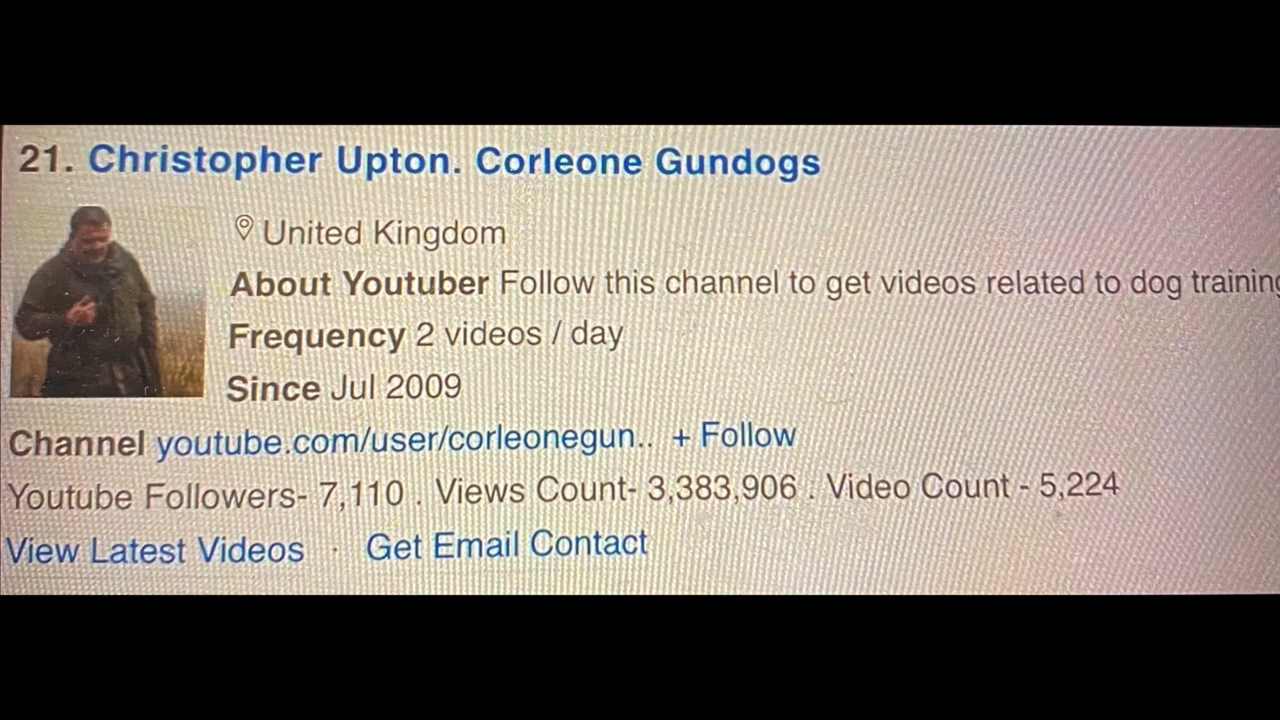 21. Christopher Upton. Corleone Gundogs
United Kingdom
About Youtuber Follow this channel to get videos related to dog training
Frequency 2 videos / day
Since Jul 2009
Channel youtube.com/user/corleonegun.. + Follow
Youtube Followers- 7,110 . Views Count- 3,383,906 . Video Count - 5,224
View Latest Videos · Get Email Contact